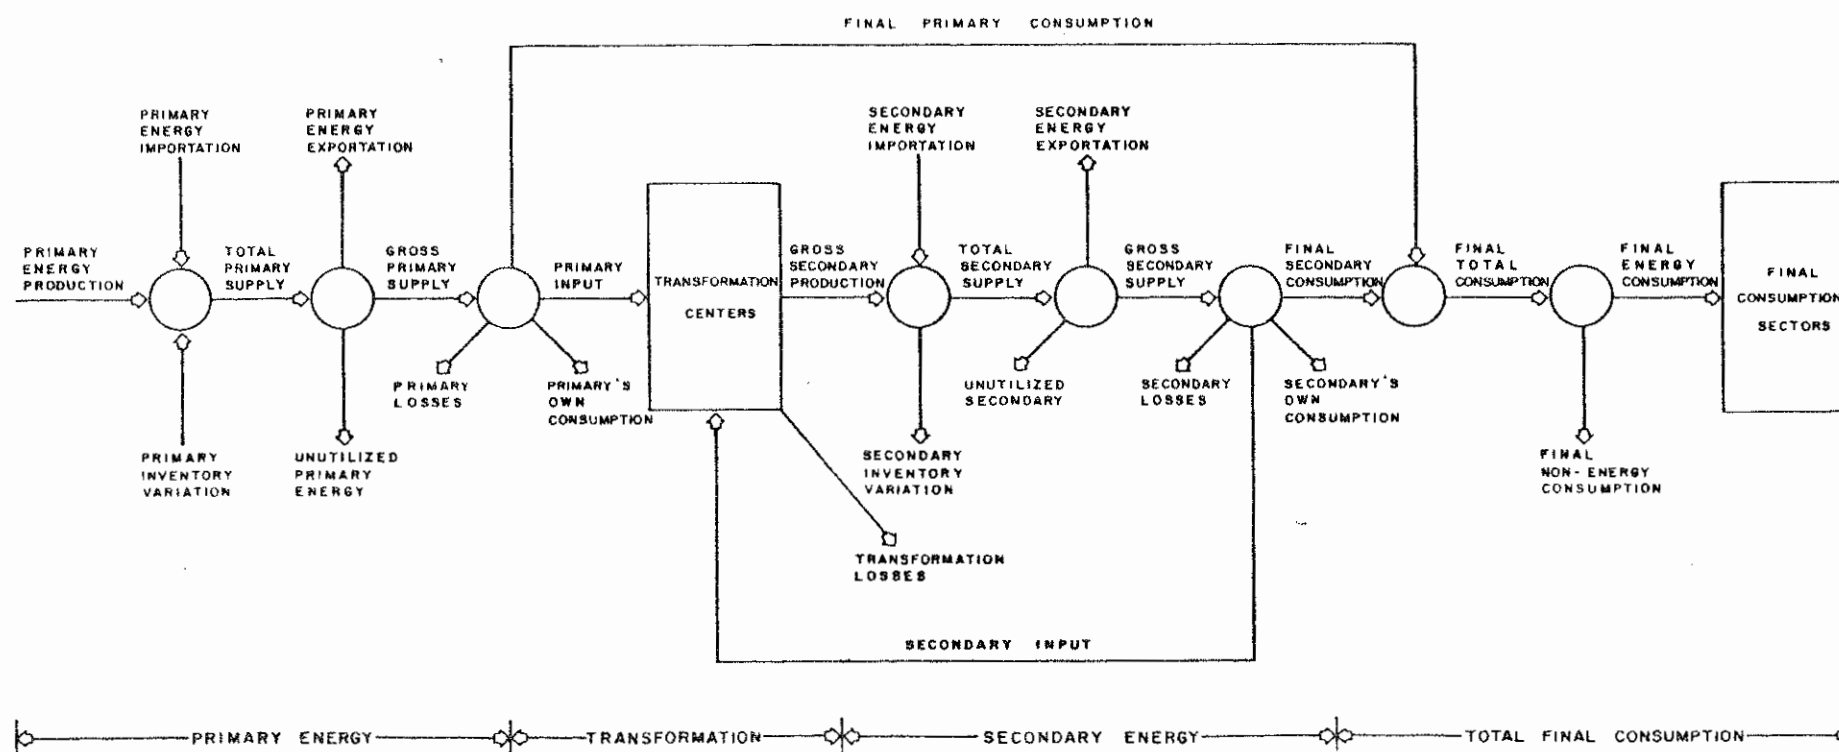 FINAL PRIMARY CONSUMPTION
PRIMARY
ENERGY
IMPORTATION
PRIMARY
ENERGY
EXPORTATION
SECONDARY
ENERGY
IMPORTATION
SECONDARY
ENERGY
EXPORTATION
PRIMARY
ENERGY
PRODUCTION
TOTAL
PRIMARY
SUPPLY
GROSS
PRIMARY
SUPPLY
PRIMARY
INPUT
TRANSFORMATION
CENTERS
GROSS
SECONDARY
PRODUCTION
TOTAL
SECONDARY
SUPPLY
GROSS
SECONDARY
SUPPLY
FINAL
SECONDARY
CONSUMPTION
FINAL
TOTAL
CONSUMPTION
FINAL
ENERGY
CONSUMPTION
FINAL
CONSUMPTION
SECTORS
PRIMARY
LOSSES
PRIMARY'S
OWN
CONSUMPTION
UNUTILIZED
SECONDARY
SECONDARY
LOSSES
SECONDARY'S
OWN
CONSUMPTION
PRIMARY
INVENTORY
VARIATION
UNUTILIZED
PRIMARY
ENERGY
SECONDARY
INVENTORY
VARIATION
FINAL
NON-ENERGY
CONSUMPTION
TRANSFORMATION
LOSSES
SECONDARY INPUT
PRIMARY ENERGY
TRANSFORMATION
SECONDARY ENERGY
TOTAL FINAL CONSUMPTION